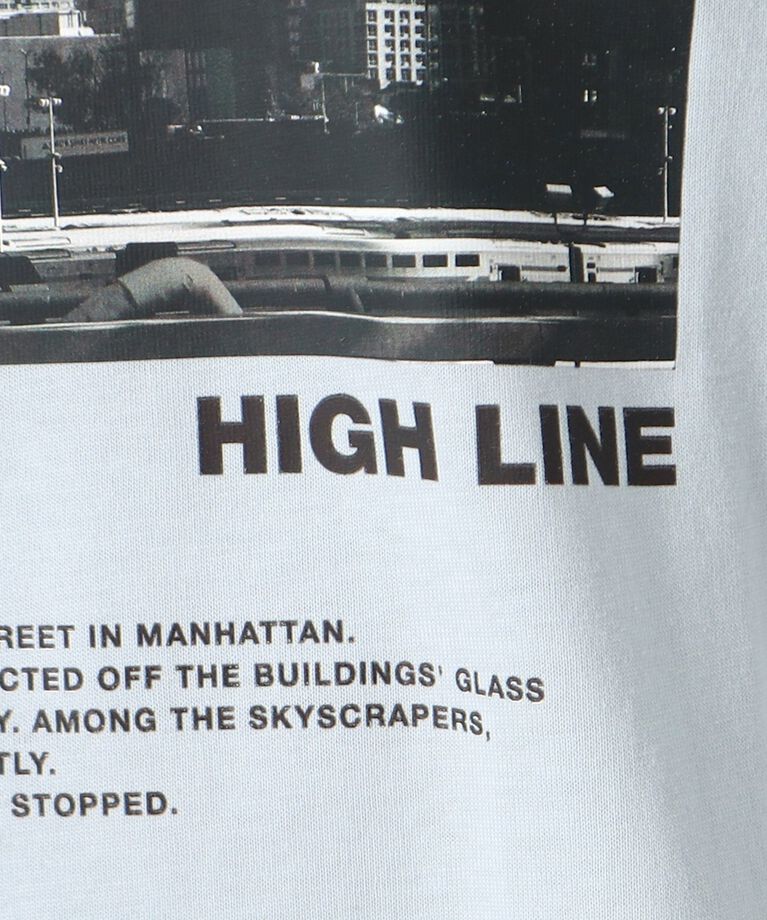 HIGH LINE
REET IN MANHATTAN.
CTED OFF THE BUILDINGS' GLASS
Y. AMONG THE SKYSCRAPERS,
TLY.
STOPPED.